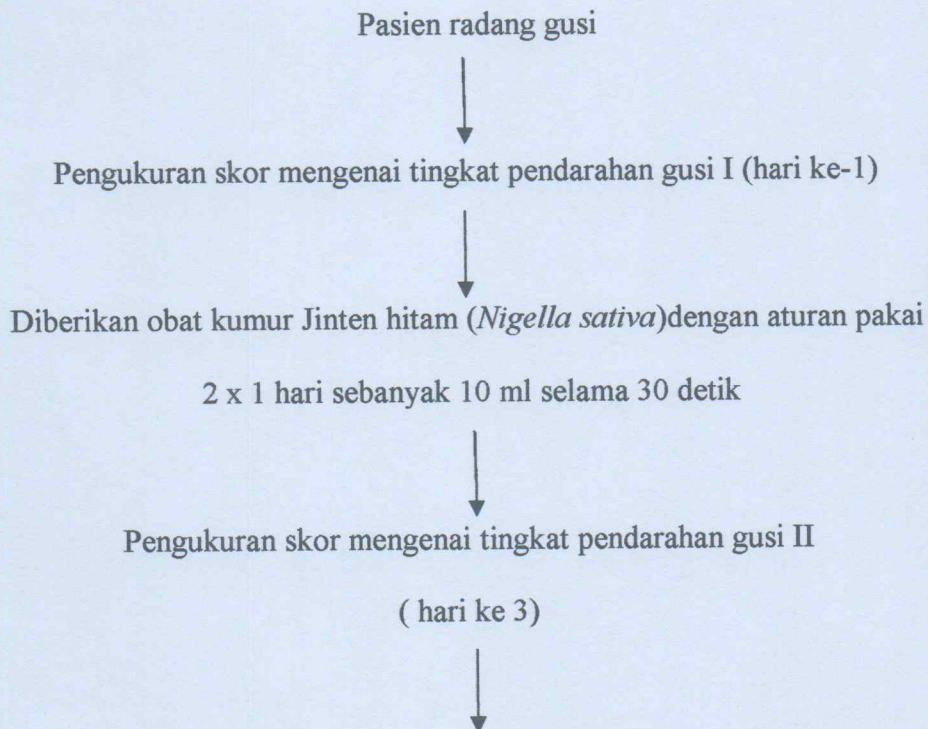 Pasien radang gusi
Pengukuran skor mengenai tingkat pendarahan gusi I (hari ke-1)
Diberikan obat kumur Jinten hitam (Nigella sativa)dengan aturan pakai
2 x 1 hari sebanyak 10 ml selama 30 detik
Pengukuran skor mengenai tingkat pendarahan gusi II
( hari ke 3)